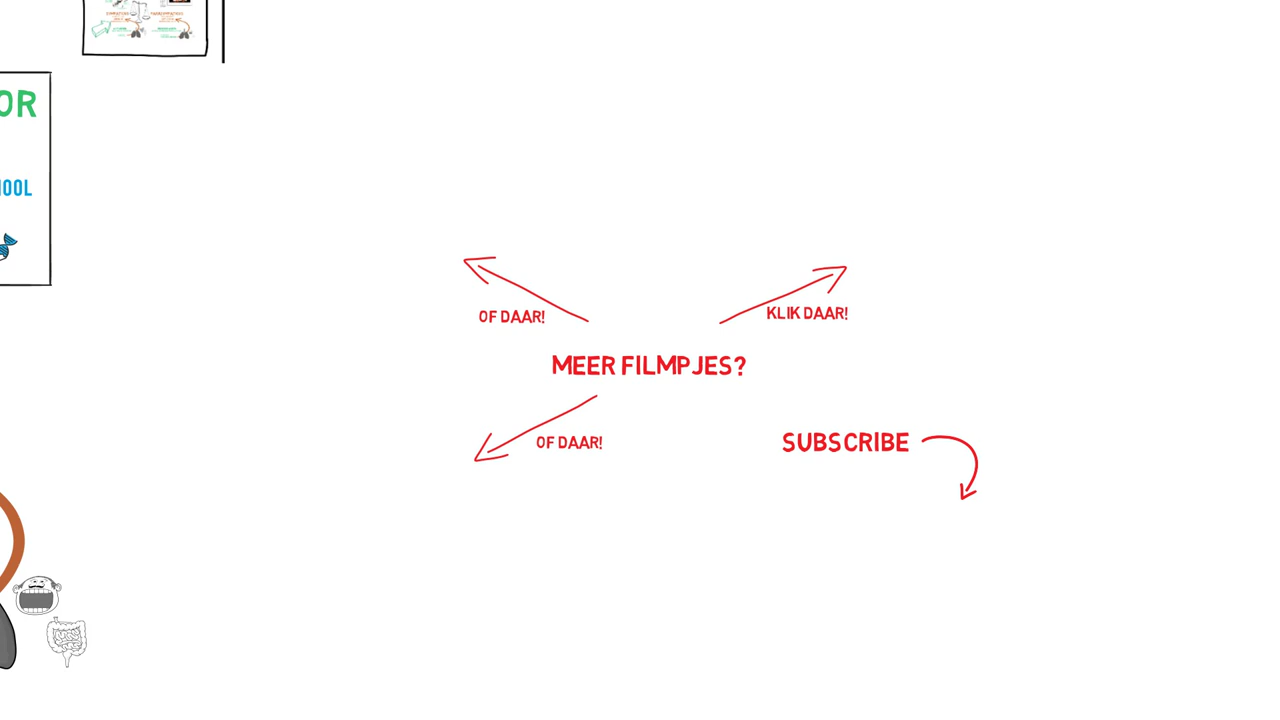 OR
OOL
OF DAAR!
KLIK DAAR!
MEER FILMPJES?
OF DAAR!
SUBSCRIBE